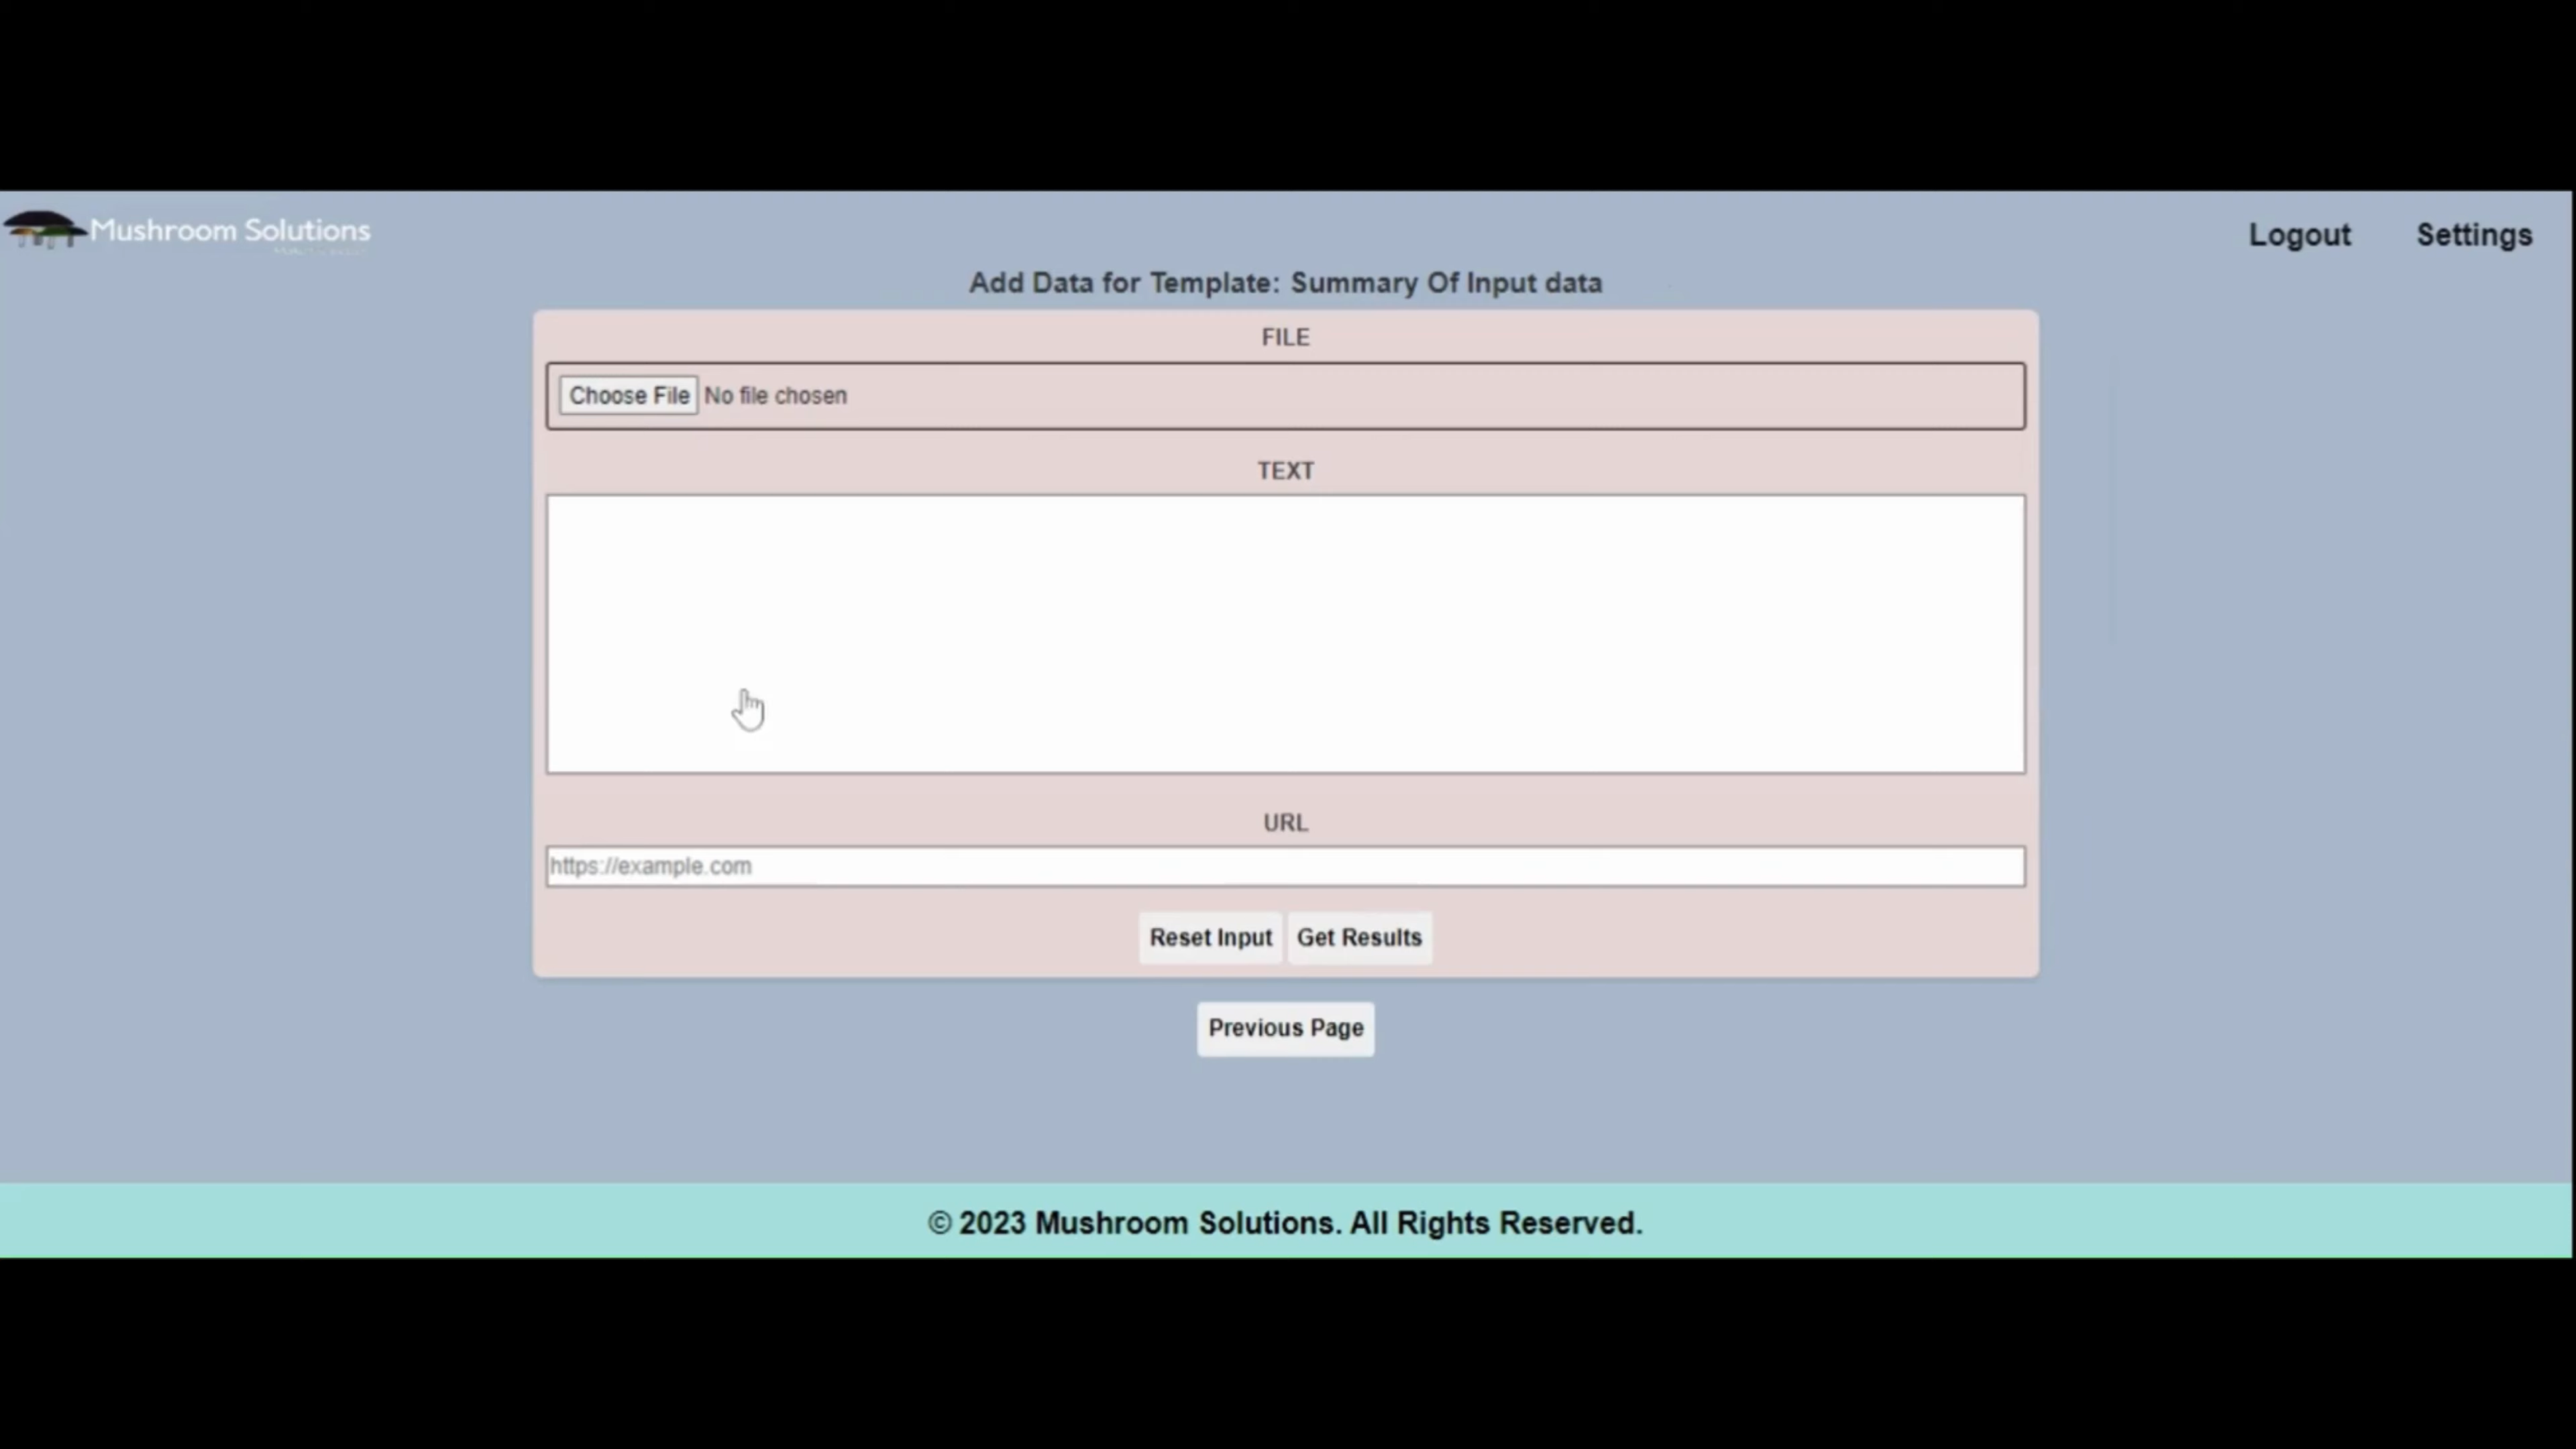 Mushroom Solutions
Logout
Settings
Add Data for Template: Summary Of Input data
FILE
Choose File No file chosen
TEXT
URL
https://example.com
Reset Input
Get Results
Previous Page
© 2023 Mushroom Solutions. All Rights Reserved.